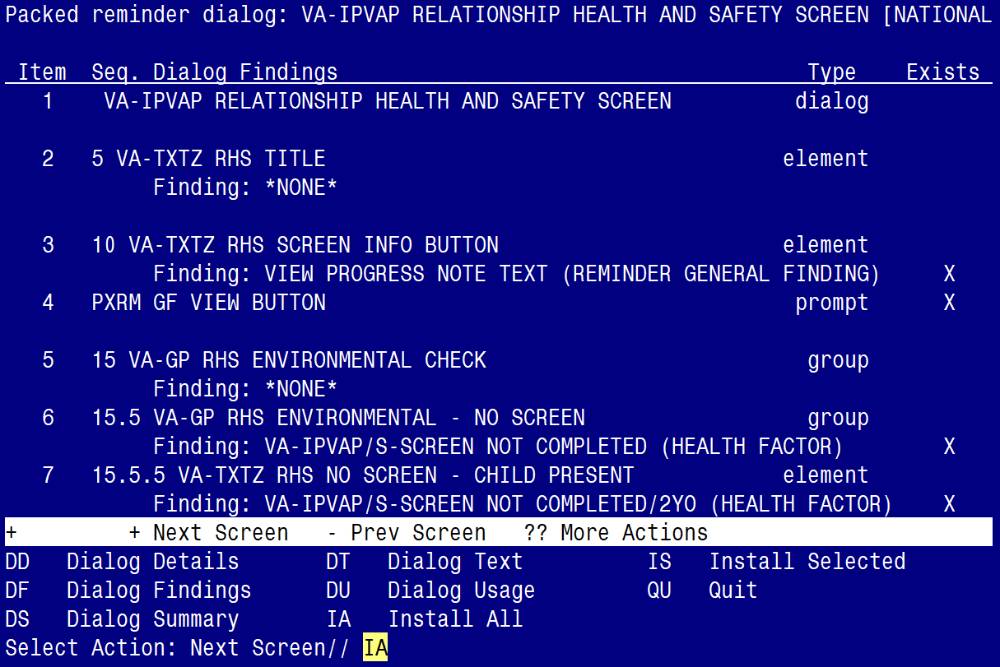 Packed reminder dialog: VA-IPVAP RELATIONSHIP HEALTH AND SAFETY SCREEN [NATIONAL
Item Seq. Dialog Findings Type Exists
1 VA-IPVAP RELATIONSHIP HEALTH AND SAFETY SCREEN dialog
2 5 VA-TXTZ RHS TITLE element
Finding: *NONE*
3 10 VA-TXTZ RHS SCREEN INFO BUTTON element
Finding: VIEW PROGRESS NOTE TEXT (REMINDER GENERAL FINDING) X
4 PXRM GF VIEW BUTTON prompt X
5 15 VA-GP RHS ENVIRONMENTAL CHECK group
Finding: *NONE*
6 15.5 VA-GP RHS ENVIRONMENTAL - NO SCREEN group
Finding: VA-IPVAP/S-SCREEN NOT COMPLETED (HEALTH FACTOR) X
7 15.5.5 VA-TXTZ RHS NO SCREEN - CHILD PRESENT element
Finding: VA-IPVAP/S-SCREEN NOT COMPLETED/2YO (HEALTH FACTOR) X
+ + Next Screen - Prev Screen ?? More Actions
DD Dialog Details DT Dialog Text IS Install Selected
DF Dialog Findings DU Dialog Usage QU Quit
DS Dialog Summary IA Install All
Select Action: Next Screen// IA